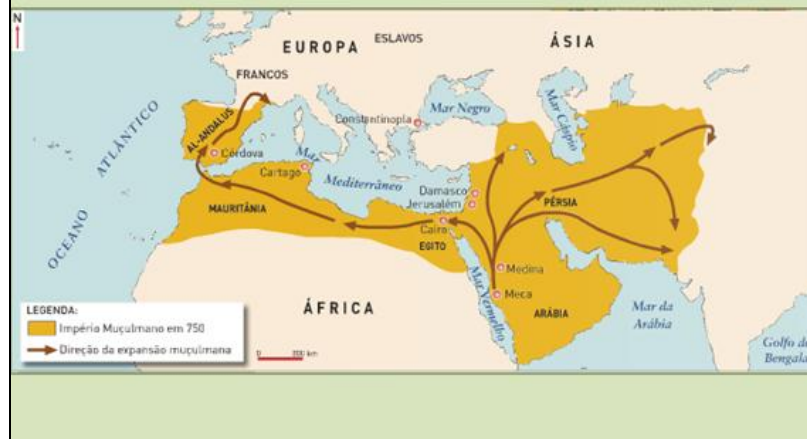 N
EUROPA
ESLAVOS
ÁSIA
FRANCOS
OCEANO ATLÂNTICO
AL-ANDALUS
Constantinopla
Mar Negro
Mar Cáspio
Córdova
Cartago
Mar Mediterrâneo
Damasco
Jerusalém
PÉRSIA
MAURITÂNIA
Cairo
EGITO
Medina
Meca
Mar Vermelho
ARÁBIA
ÁFRICA
Mar da
Arábia
Golfo de
Bengala
LEGENDA:
Império Muçulmano em 750
Direção da expansão muçulmana
0
km